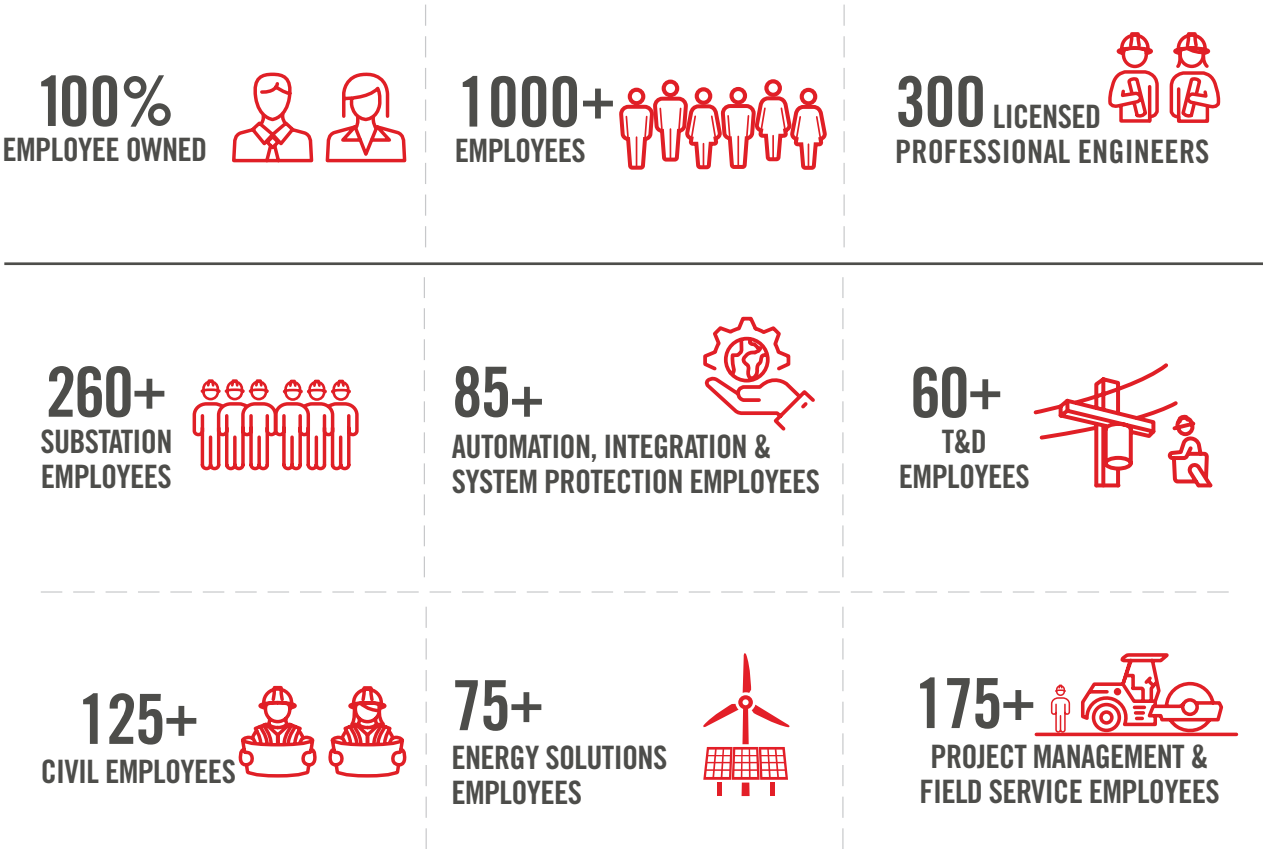 100%
EMPLOYEE OWNED
1000+
EMPLOYEES
300 LICENSED
PROFESSIONAL ENGINEERS
260+
SUBSTATION
EMPLOYEES
85+
AUTOMATION, INTEGRATION &
SYSTEM PROTECTION EMPLOYEES
60+
T&D
EMPLOYEES
125+
CIVIL EMPLOYEES
75+
ENERGY SOLUTIONS
EMPLOYEES
175+
PROJECT MANAGEMENT &
FIELD SERVICE EMPLOYEES